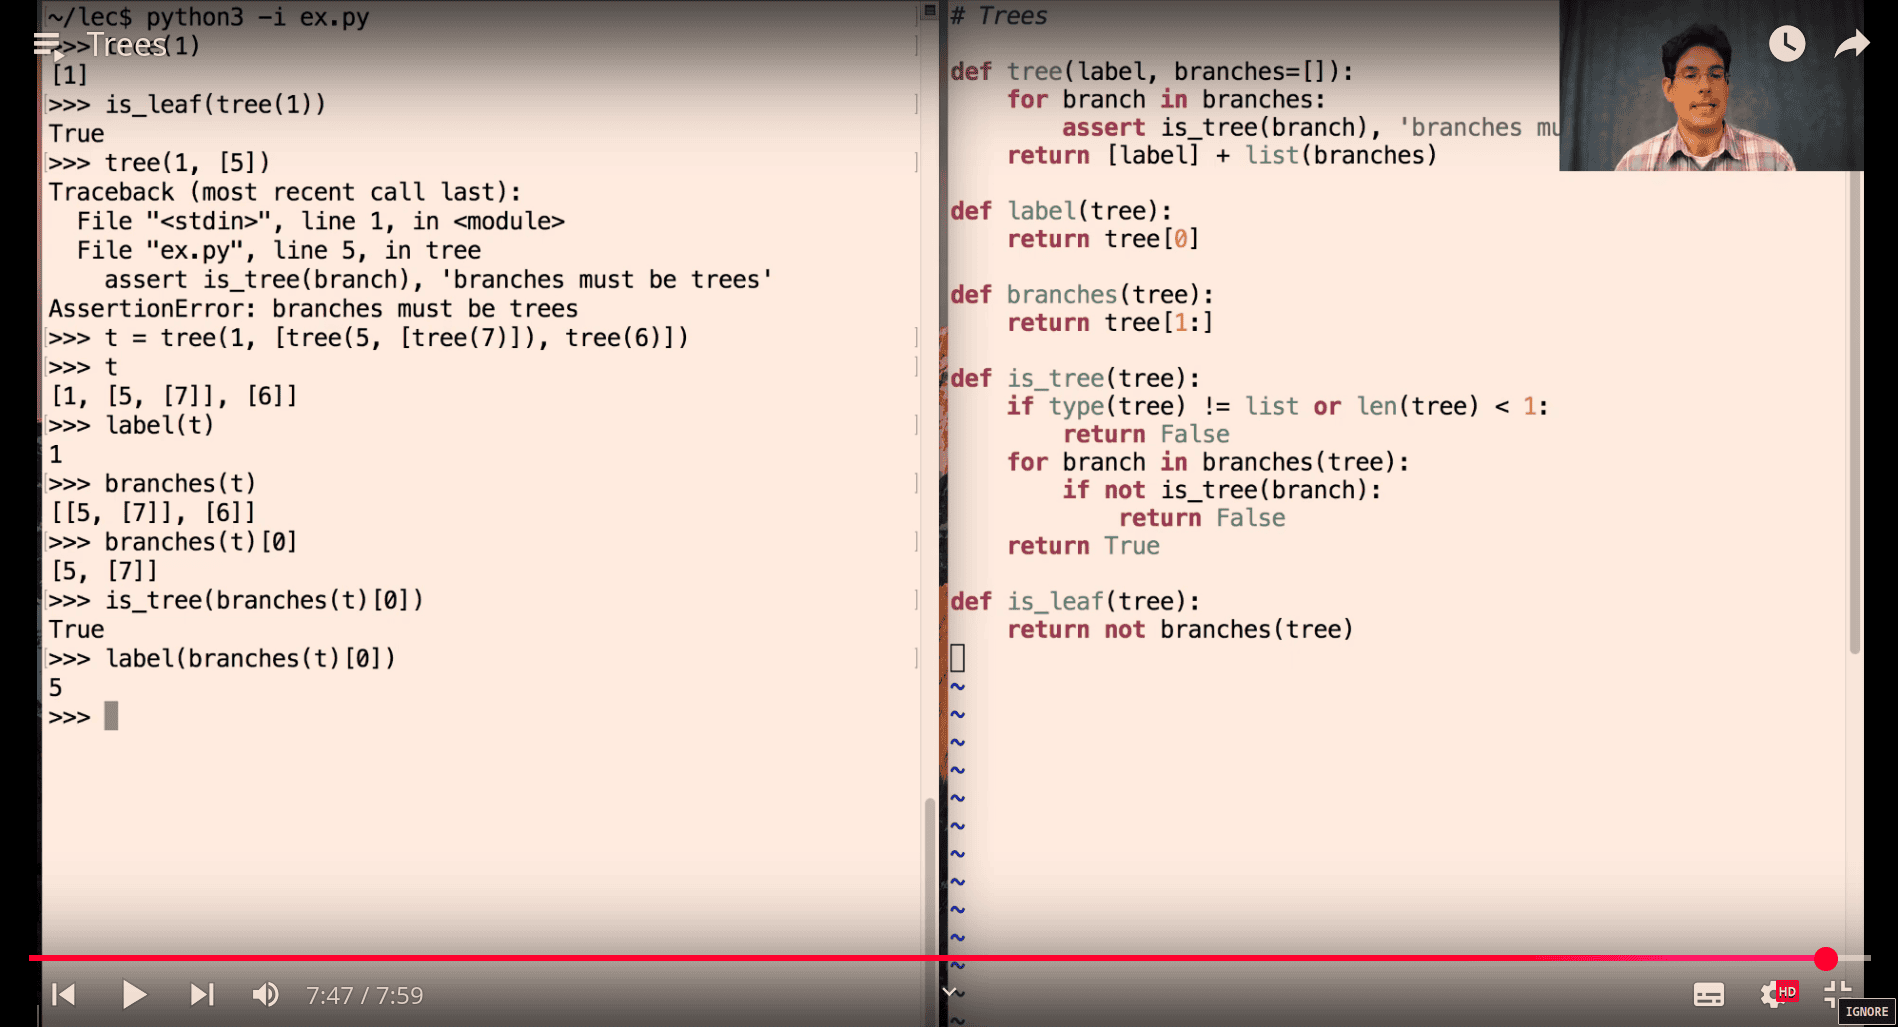 ~/lec$ python3 -i ex.py
>>> tree(1)
Trees
[1]
>>> is_leaf(tree(1))
True
>>> tree(1, [5])
Traceback (most recent call last):
  File "<stdin>", line 1, in <module>
  File "ex.py", line 5, in tree
    assert is_tree(branch), 'branches must be trees'
AssertionError: branches must be trees
>>> t = tree(1, [tree(5, [tree(7)]), tree(6)])
>>> t
[1, [5, [7]], [6]]
>>> label(t)
1
>>> branches(t)
[[5, [7]], [6]]
>>> branches(t)[0]
[5, [7]]
>>> is_tree(branches(t)[0])
True
>>> label(branches(t)[0])
5
>>>
# Trees
def tree(label, branches=[]):
    for branch in branches:
        assert is_tree(branch), 'branches mu
    return [label] + list(branches)
def label(tree):
    return tree[0]
def branches(tree):
    return tree[1:]
def is_tree(tree):
    if type(tree) != list or len(tree) < 1:
        return False
    for branch in branches(tree):
        if not is_tree(branch):
            return False
    return True
def is_leaf(tree):
    return not branches(tree)
~
~
~
~
~
~
~
~
~
~
~
~
~
7:47 / 7:59
HD
IGNORE